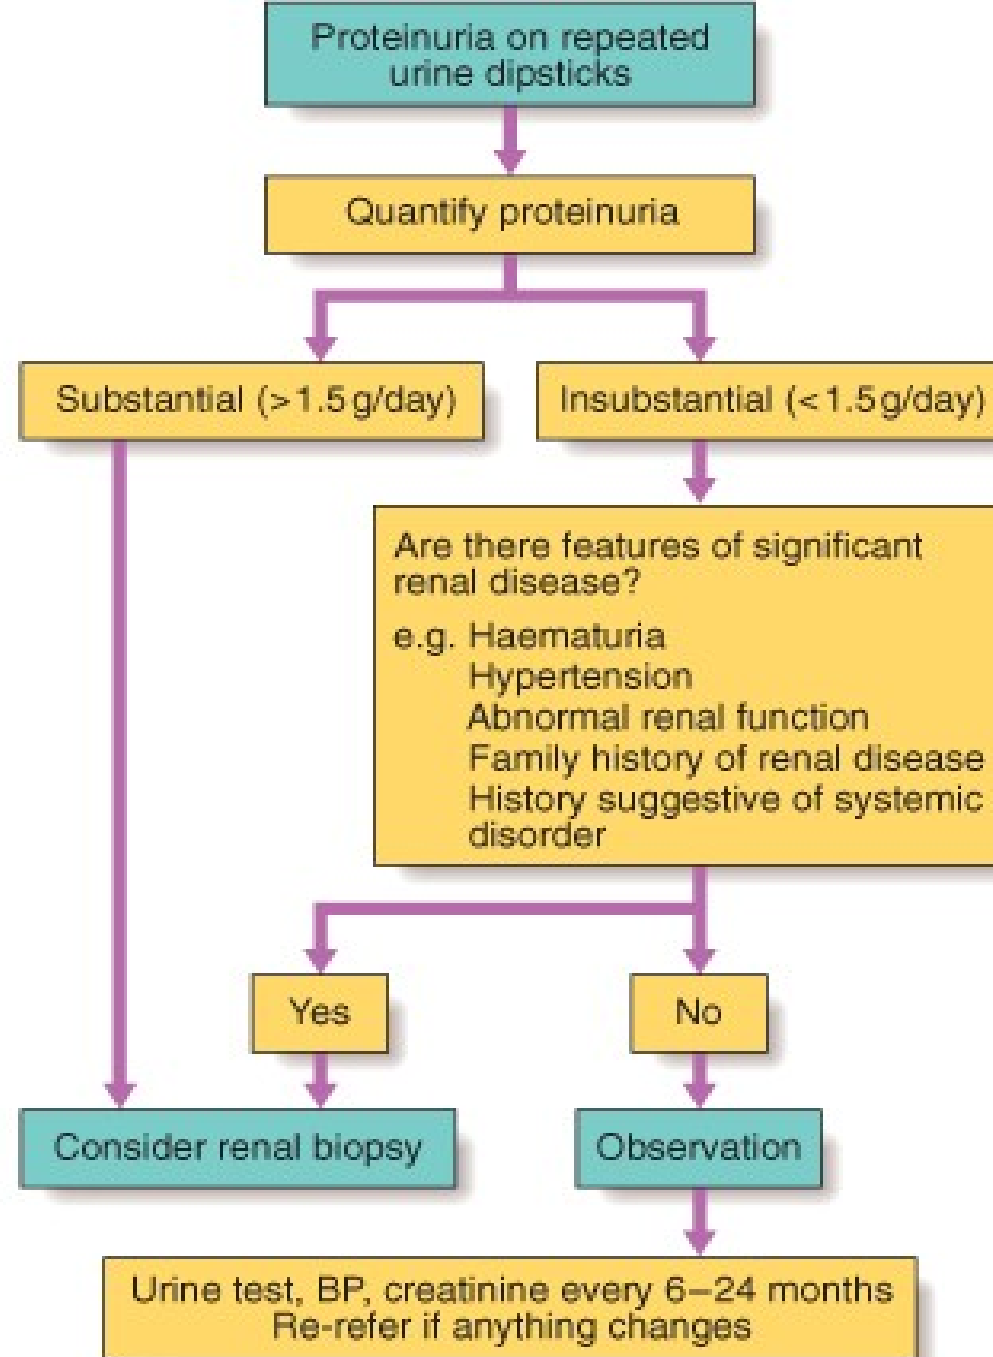 Proteinuria on repeated
urine dipsticks
Quantify proteinuria
Substantial (>1.5 g/day)
Insubstantial (<1.5 g/day)
Are there features of significant
renal disease?
e.g. Haematuria
Hypertension
Abnormal renal function
Family history of renal disease
History suggestive of systemic
disorder
Yes
No
Consider renal biopsy
Observation
Urine test, BP, creatinine every 6–24 months
Re-refer if anything changes